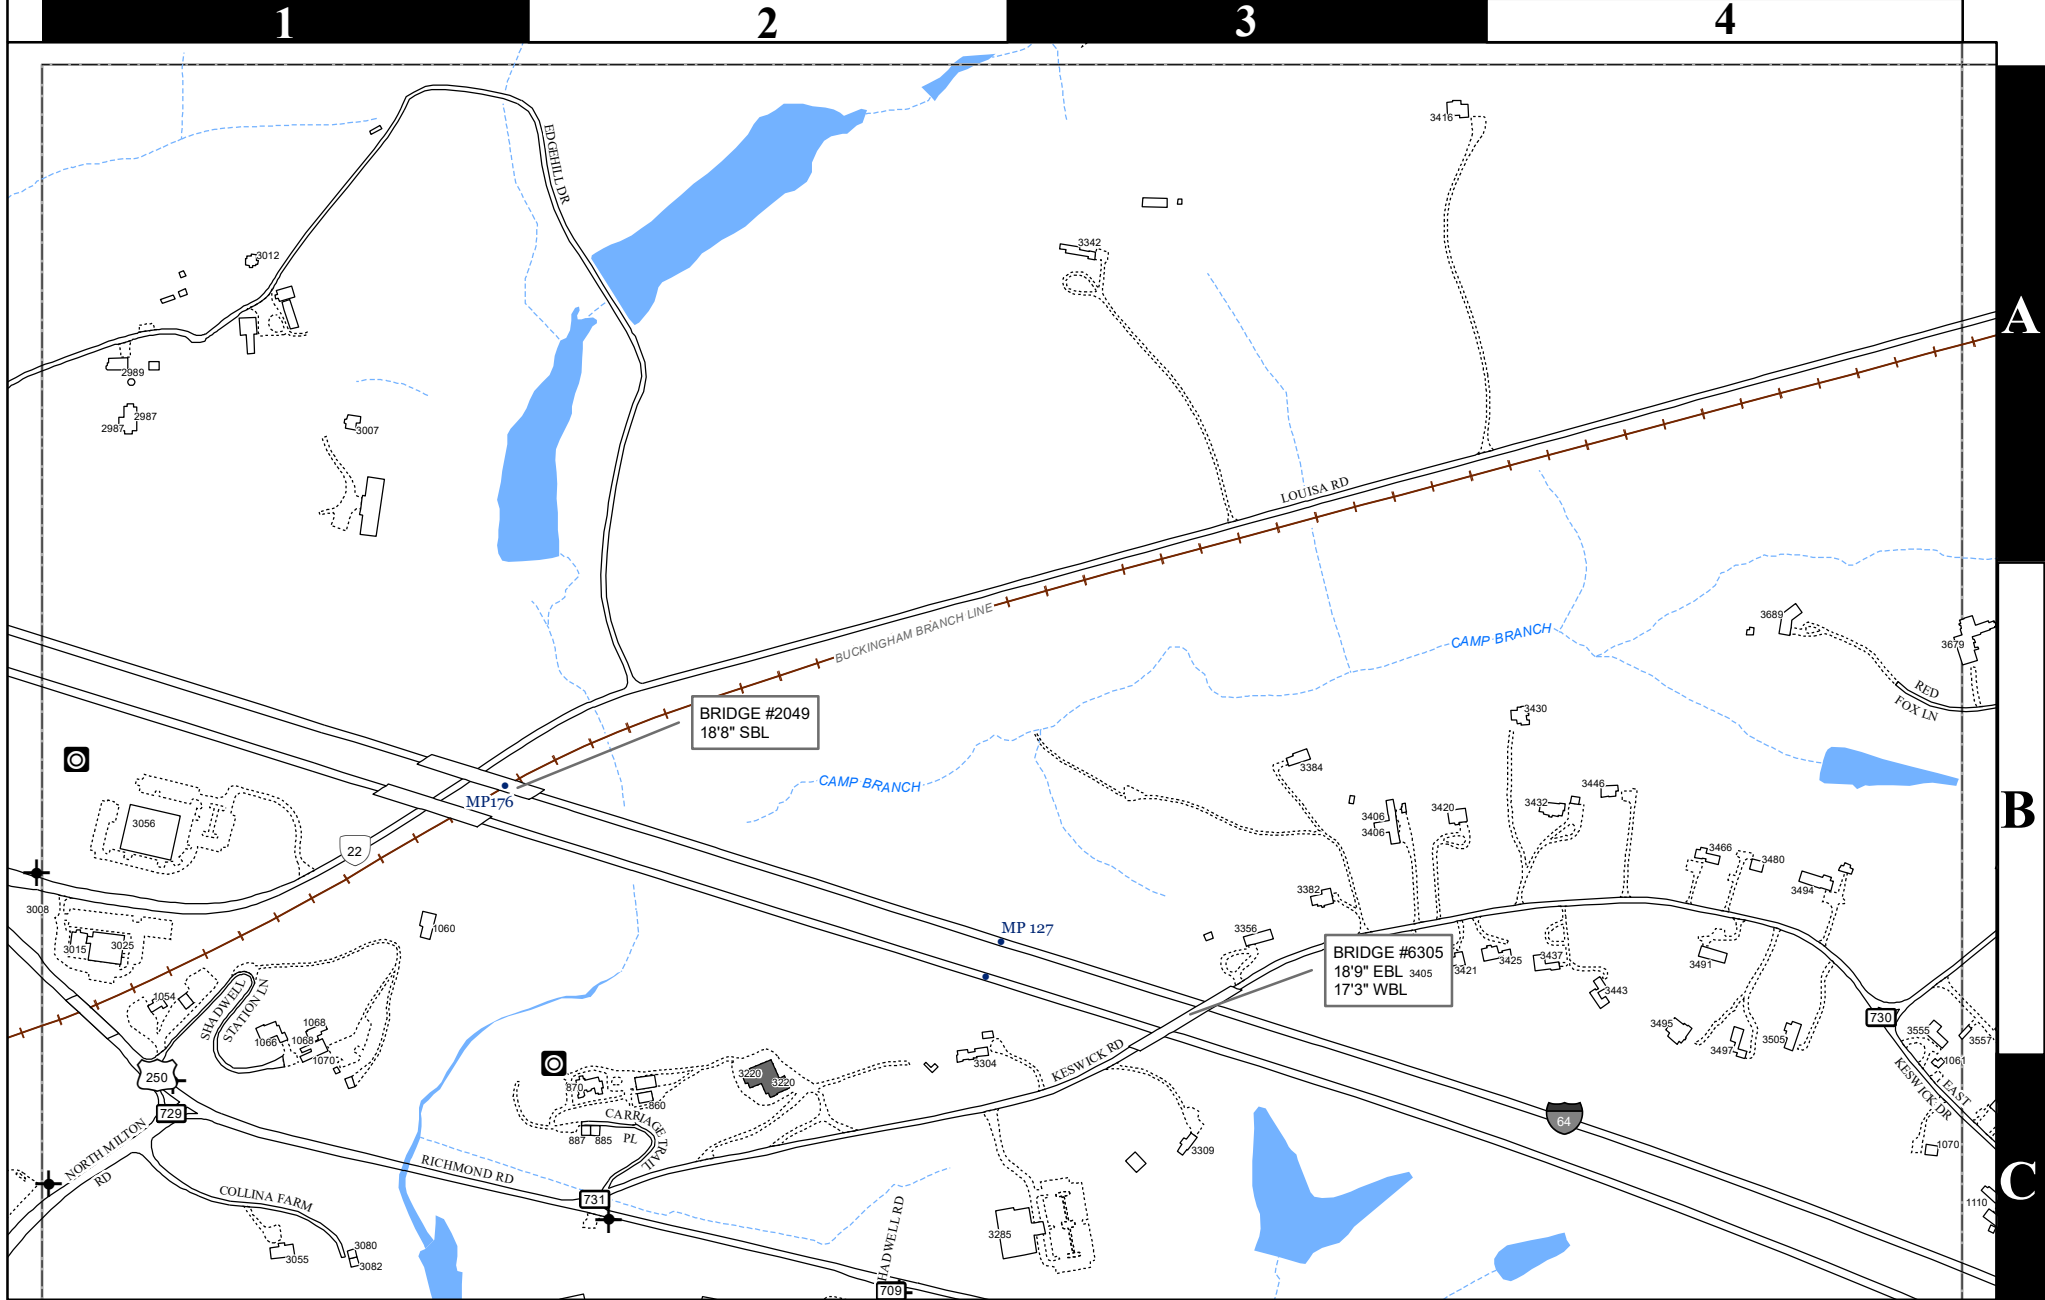 1
2
3
4
A
B
C
EDGEHILL DR
3416
3012
3342
2989
2987
2987
3007
LOUISA RD
BUCKINGHAM BRANCH LINE
CAMP BRANCH
3689
3679
RED
FOX LN
BRIDGE #2049
18'8" SBL
MP176
CAMP BRANCH
3430
3384
3446
3432
3420
3406
3406
3056
22
3466
3480
3494
3382
3008
3015
3025
1060
MP 127
3356
BRIDGE #6305
18'9" EBL
3405
17'3" WBL
3421
3425
3437
3491
3443
1054
SHADWELL
STATION LN
1066
1068
1068
1070
3495
3497
3505
730
3555
3557
1061
EAST
KESWICK DR
250
729
870
860
3220
3220
3304
KESWICK RD
64
CARRIAGE TRAIL
PL
887
885
3309
1070
NORTH MILTON
RD
RICHMOND RD
COLLINA FARM
731
3285
HADWELL RD
1110
3055
3080
3082
709